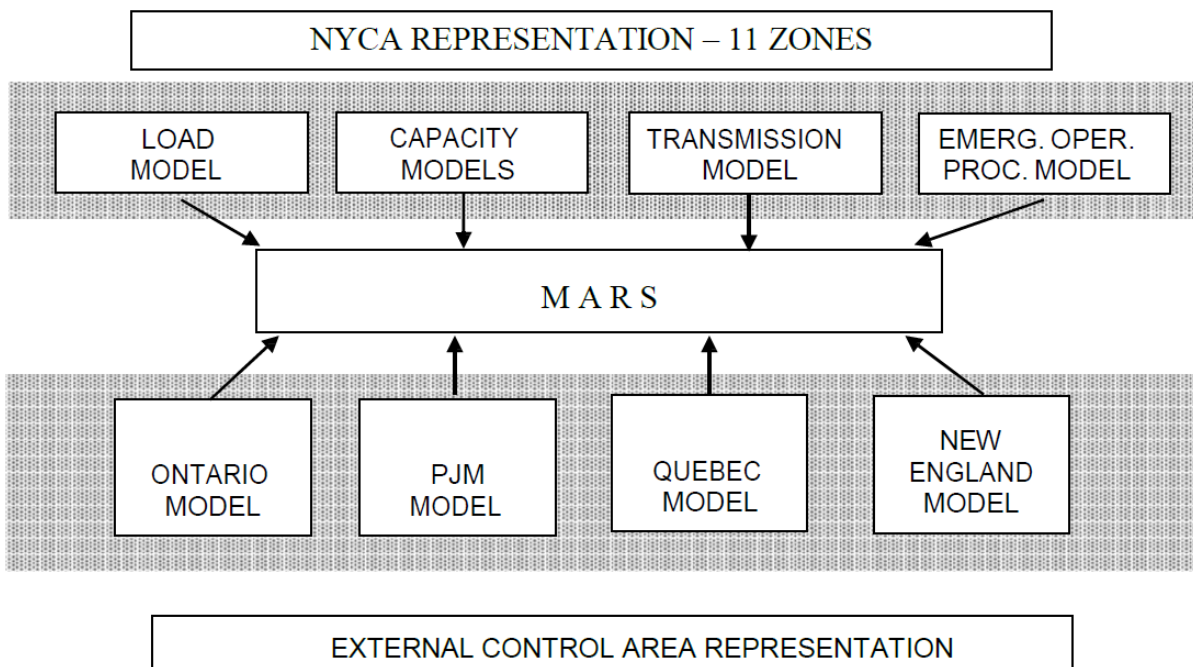 NYCA REPRESENTATION – 11 ZONES
LOAD
MODEL
CAPACITY
MODELS
TRANSMISSION
MODEL
EMERG. OPER.
PROC. MODEL
M A R S
ONTARIO
MODEL
PJM
MODEL
QUEBEC
MODEL
NEW
ENGLAND
MODEL
EXTERNAL CONTROL AREA REPRESENTATION